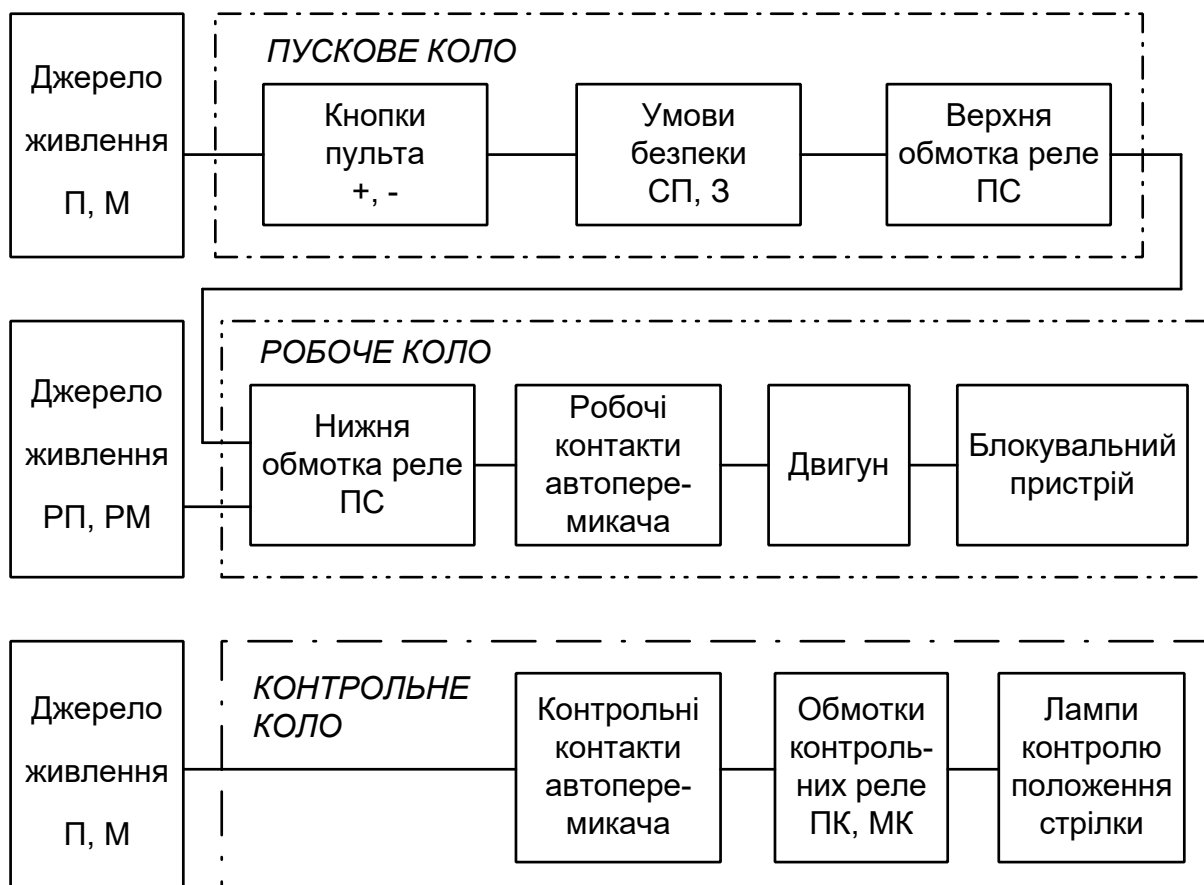 Джерело
живлення
П, М
ПУСКОВЕ КОЛО
Кнопки
пульта
+, -
Умови
безпеки
СП, З
Верхня
обмотка реле
ПС
Джерело
живлення
РП, РМ
РОБОЧЕ КОЛО
Нижня
обмотка реле
ПС
Робочі
контакти
автопере-
микача
Двигун
Блокувальний
пристрій
Джерело
живлення
П, М
КОНТРОЛЬНЕ
КОЛО
Контрольні
контакти
автопере-
микача
Обмотки
контроль-
них реле
ПК, МК
Лампи
контролю
положення
стрілки